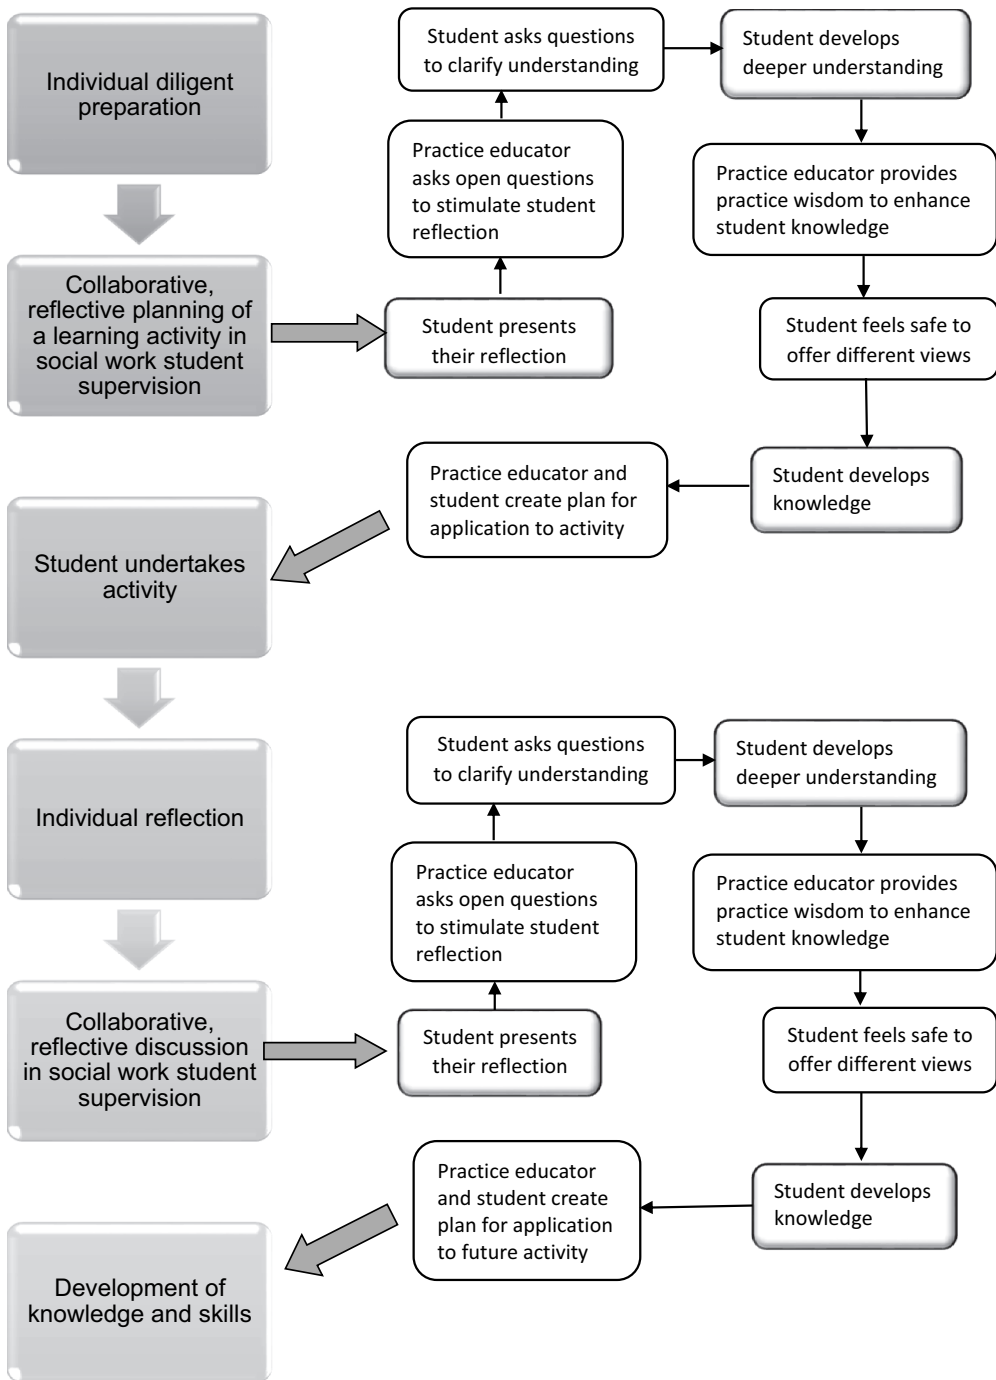 Individual diligent
preparation
Collaborative,
reflective planning of
a learning activity in
social work student
supervision
Student presents
their reflection
Practice educator
asks open questions
to stimulate student
reflection
Student asks questions
to clarify understanding
Student develops
deeper understanding
Practice educator provides
practice wisdom to enhance
student knowledge
Student feels safe to
offer different views
Student develops
knowledge
Practice educator and
student create plan for
application to activity
Student undertakes
activity
Individual reflection
Collaborative,
reflective discussion
in social work student
supervision
Student presents
their reflection
Practice educator
asks open questions
to stimulate student
reflection
Student asks questions
to clarify understanding
Student develops
deeper understanding
Practice educator provides
practice wisdom to enhance
student knowledge
Student feels safe to
offer different views
Student develops
knowledge
Practice educator
and student create
plan for application
to future activity
Development of
knowledge and skills